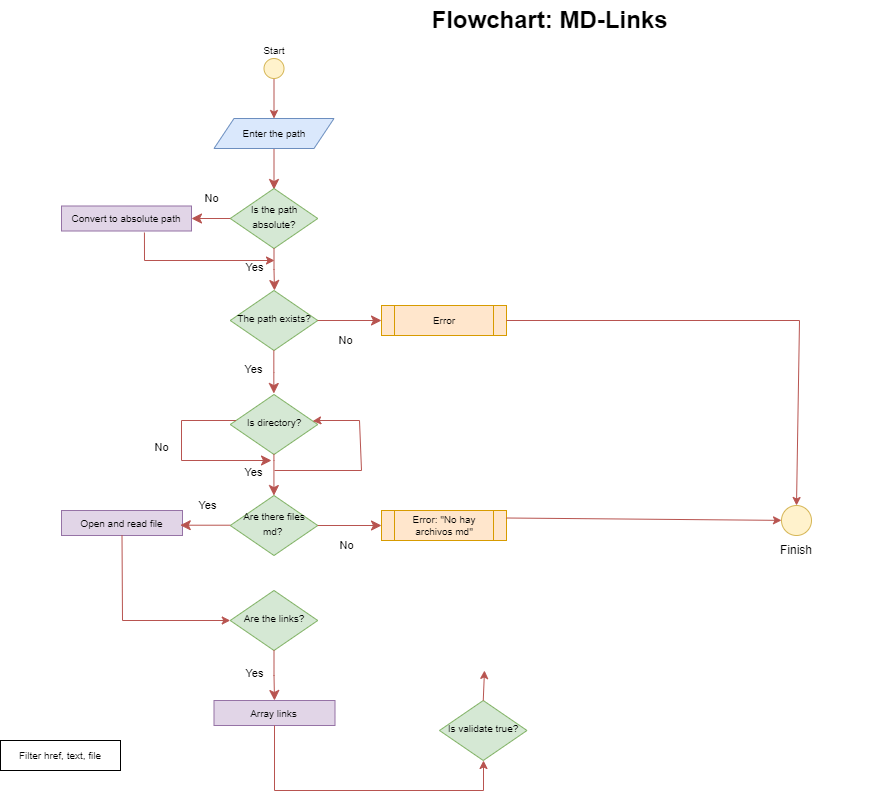 Flowchart: MD-Links
Start
Enter the path
No
Is the path
absolute?
Convert to absolute path
Yes
The path exists?
Error
No
Yes
Is directory?
No
Yes
Yes
Are there files
md?
Open and read file
Error: "No hay
archivos md"
No
Finish
Are the links?
Yes
Array links
Is validate true?
Filter href, text, file